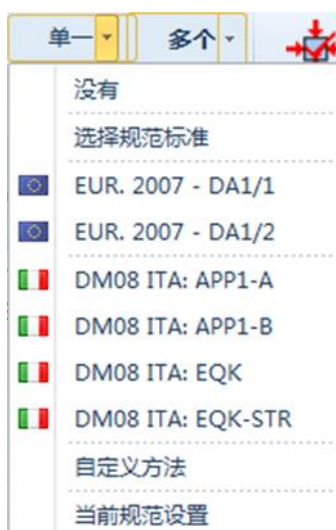 单一 多个
没有
选择规范标准
EUR. 2007 - DA1/1
EUR. 2007 - DA1/2
DM08 ITA: APP1-A
DM08 ITA: APP1-B
DM08 ITA: EQK
DM08 ITA: EQK-STR
自定义方法
当前规范设置